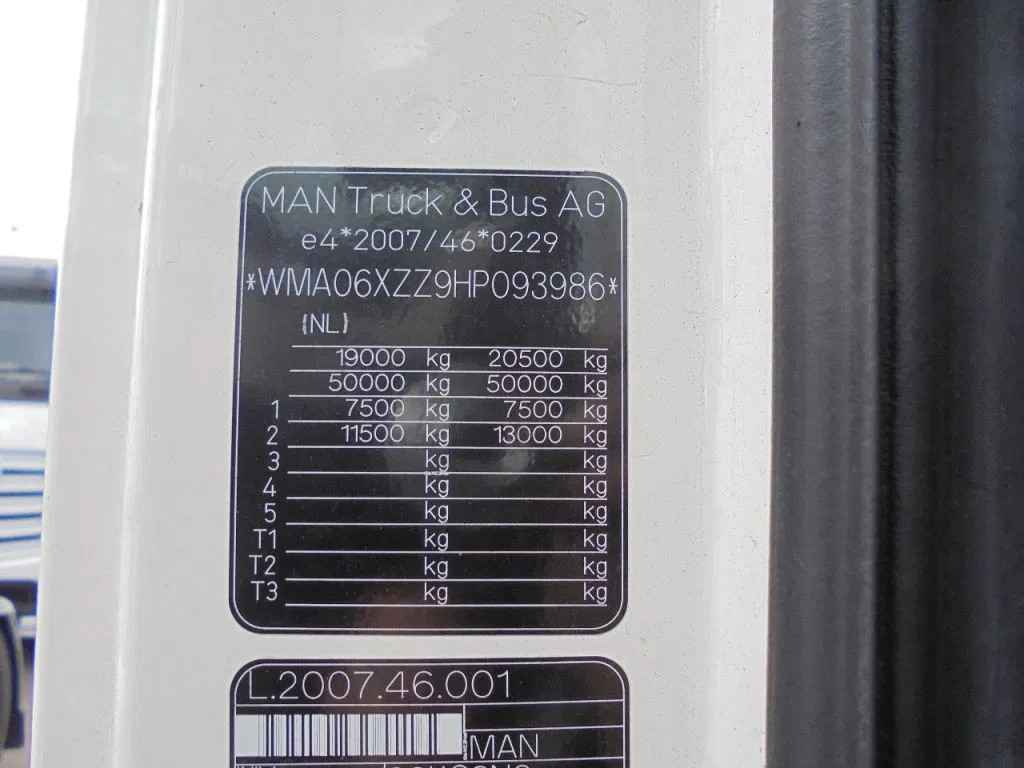 MAN Truck & Bus AG
e4*2007/46*0229
*WMA06XZZ9HP093986*
(NL)
19000 kg 20500 kg
50000 kg 50000 kg
1 7500 kg 7500 kg
2 11500 kg 13000 kg
3 kg kg
4 kg kg
5 kg kg
T1 kg kg
T2 kg kg
T3 kg kg
L.2007.46.001
MAN